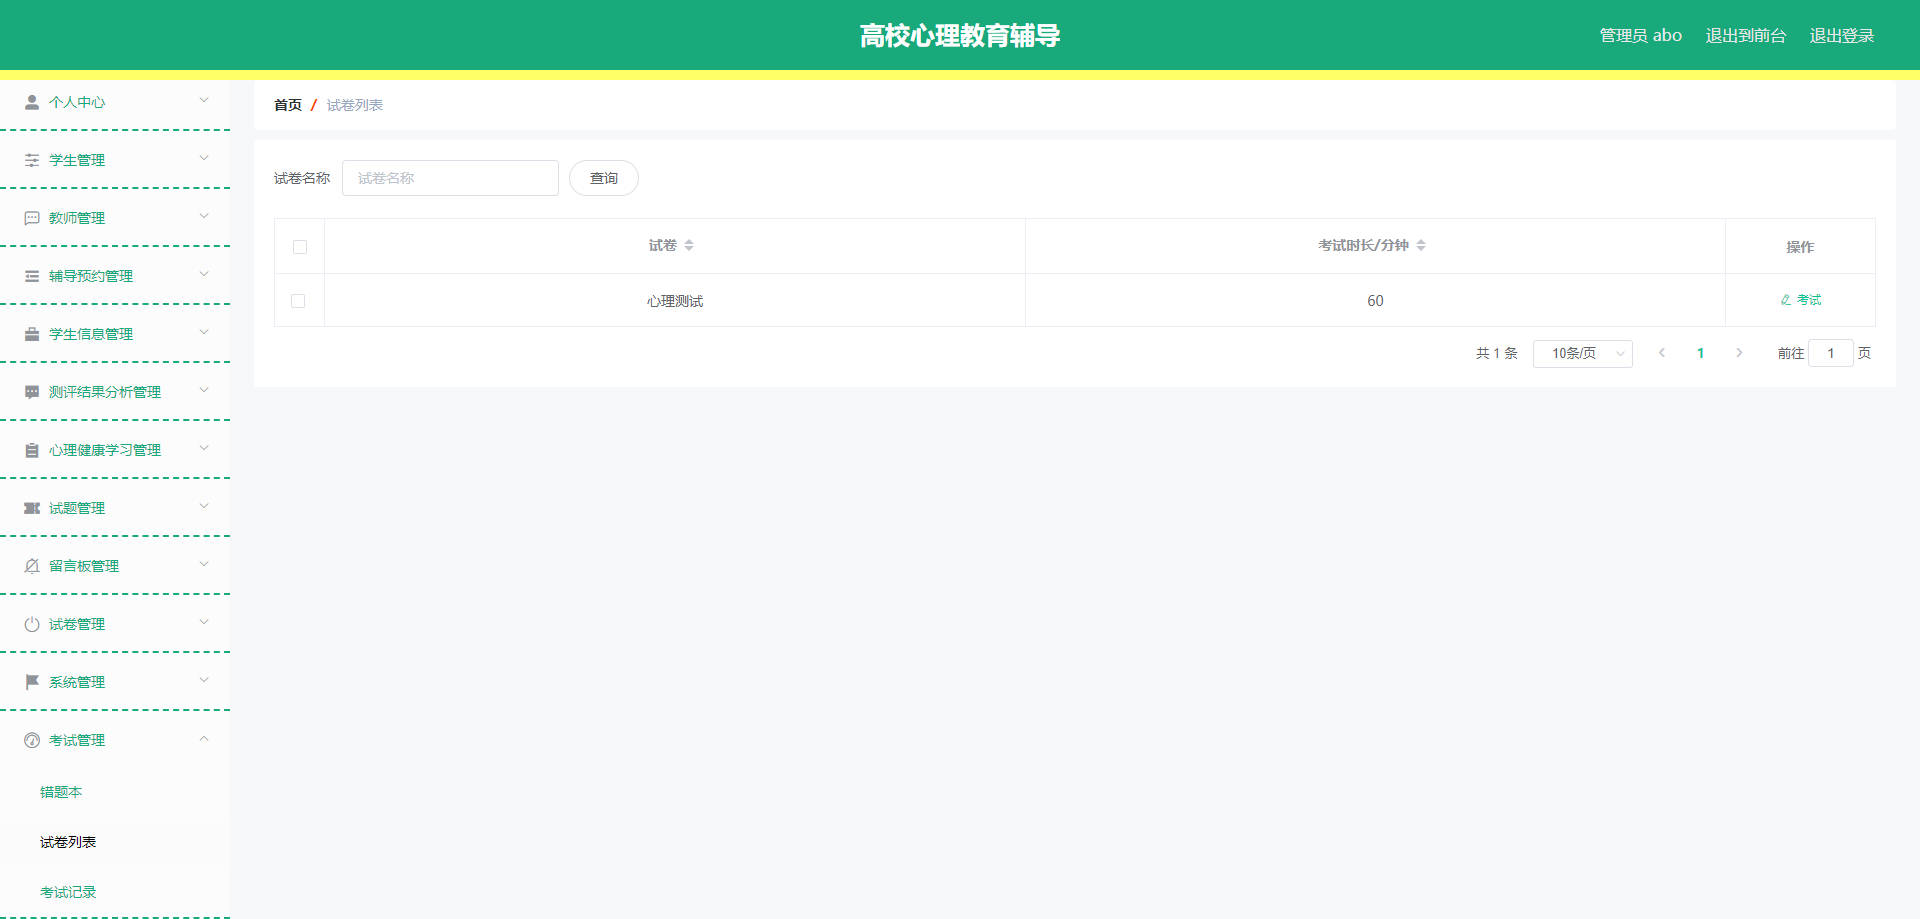 高校心理教育辅导
管理员 abo 退出到前台 退出登录
个人中心
学生管理
教师管理
辅导预约管理
学生信息管理
测评结果分析管理
心理健康学习管理
试题管理
留言板管理
试卷管理
系统管理
考试管理
错题本
试卷列表
考试记录
首页 / 试卷列表
试卷名称 试卷名称 查询
试卷 考试时长/分钟 操作
心理测试 60 考试
共 1 条 10条/页 1 前往 1 页